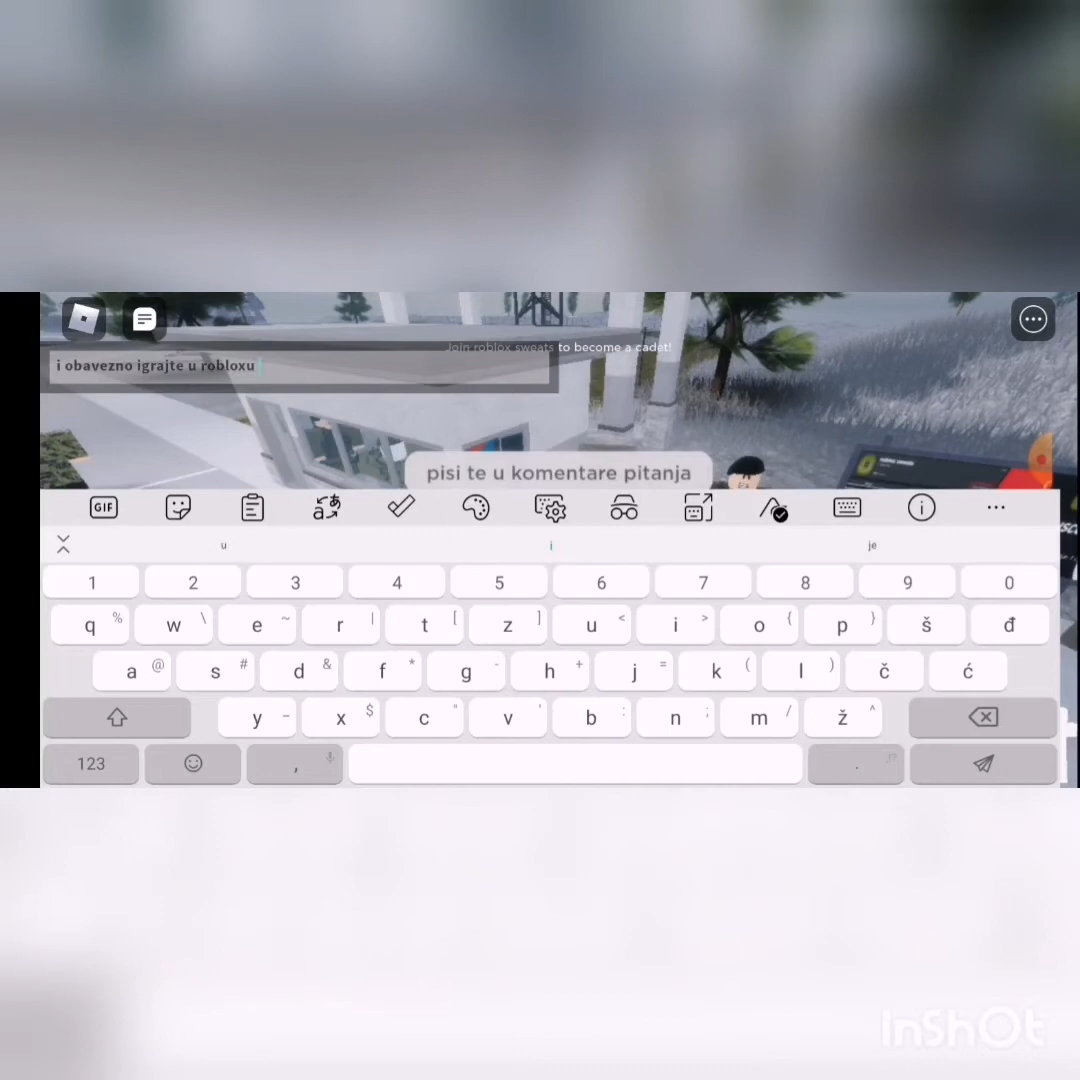 Join roblox sweats to become a cadet!
i obavezno igrajte u robloxu
pisi te u komentare pitanja
GIF
u i je
1 2 3 4 5 6 7 8 9 0
q % w \ e ~ r | t [ z ] u < i > o { p } š đ
a @ s # d & f * g - h + j = k ( l ) č ć
y _ x $ c " v ' b : n ; m / ž ^
123 , . ,!?
InShOt